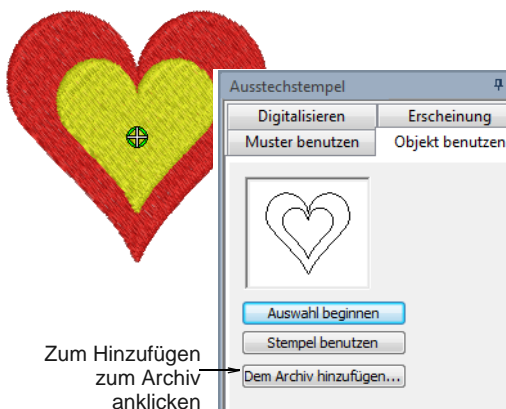 Ausstechstempel
Digitalisieren
Erscheinung
Muster benutzen
Objekt benutzen
Auswahl beginnen
Stempel benutzen
Dem Archiv hinzufügen...
Zum Hinzufügen
zum Archiv
anklicken